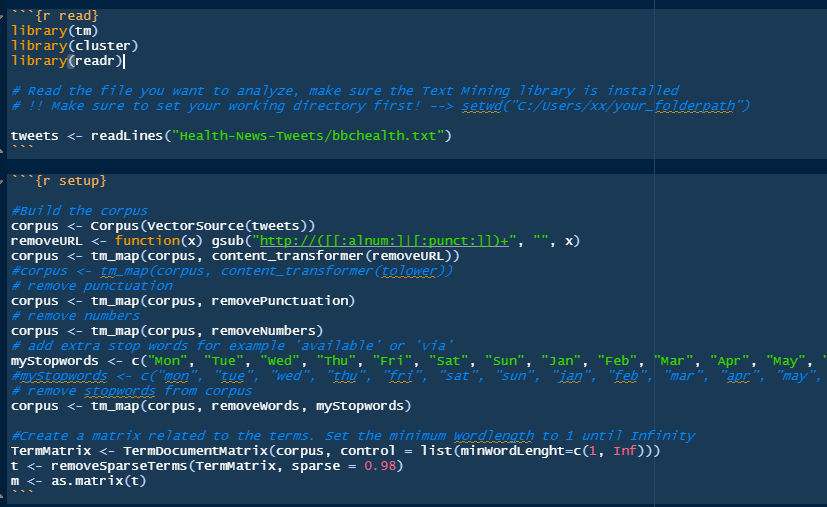 ```{r read}
library(tm)
library(cluster)
library(readr)
# Read the file you want to analyze, make sure the Text Mining library is installed
# !! Make sure to set your working directory first! --> setwd("C:/Users/xx/your_folderpath")
tweets <- readLines("Health-News-Tweets/bbchealth.txt")
```
```{r setup}
#Build the corpus
corpus <- Corpus(VectorSource(tweets))
removeURL <- function(x) gsub("http://([[:alnum:]|[:punct:]])+", "", x)
corpus <- tm_map(corpus, content_transformer(removeURL))
#corpus <- tm_map(corpus, content_transformer(tolower))
# remove punctuation
corpus <- tm_map(corpus, removePunctuation)
# remove numbers
corpus <- tm_map(corpus, removeNumbers)
# add extra stop words for example 'available' or 'via'
myStopwords <- c("Mon", "Tue", "Wed", "Thu", "Fri", "Sat", "Sun", "Jan", "Feb", "Mar", "Apr", "May", "
#myStopwords <- c("mon", "tue", "wed", "thu", "fri", "sat", "sun", "jan", "feb", "mar", "apr", "may",
# remove stopwords from corpus
corpus <- tm_map(corpus, removeWords, myStopwords)
#Create a matrix related to the terms. Set the minimum wordlength to 1 until Infinity
TermMatrix <- TermDocumentMatrix(corpus, control = list(minWordLenght=c(1, Inf)))
t <- removeSparseTerms(TermMatrix, sparse = 0.98)
m <- as.matrix(t)
```